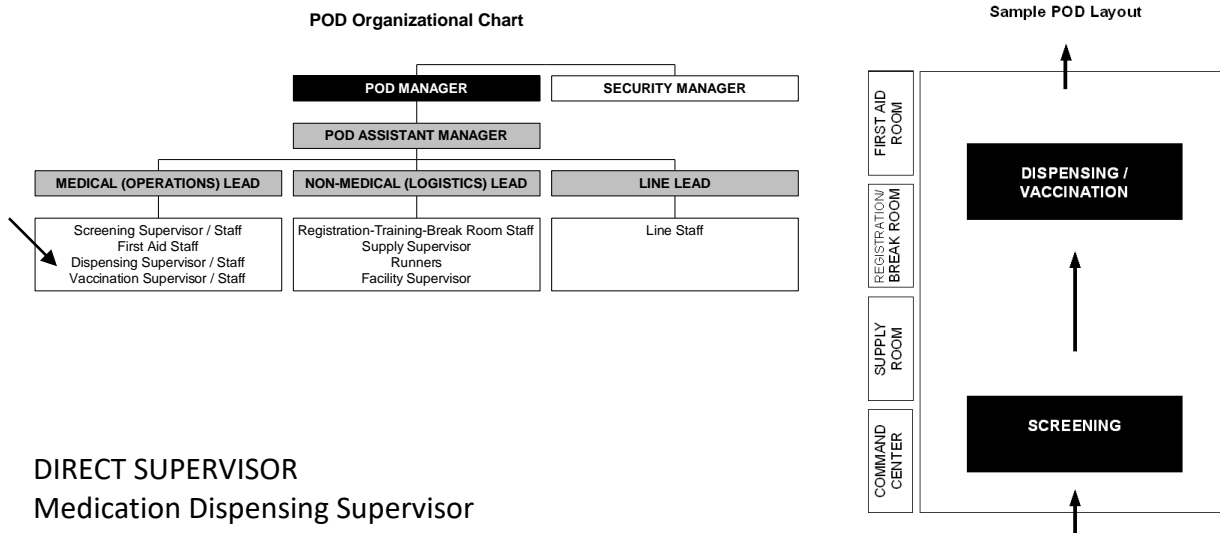 POD Organizational Chart
POD MANAGER
SECURITY MANAGER
POD ASSISTANT MANAGER
MEDICAL (OPERATIONS) LEAD
NON-MEDICAL (LOGISTICS) LEAD
LINE LEAD
Screening Supervisor / Staff
First Aid Staff
Dispensing Supervisor / Staff
Vaccination Supervisor / Staff
Registration-Training-Break Room Staff
Supply Supervisor
Runners
Facility Supervisor
Line Staff
DIRECT SUPERVISOR
Medication Dispensing Supervisor
Sample POD Layout
FIRST AID
ROOM
DISPENSING /
VACCINATION
REGISTRATION/
BREAK ROOM
SUPPLY
ROOM
SCREENING
COMMAND
CENTER